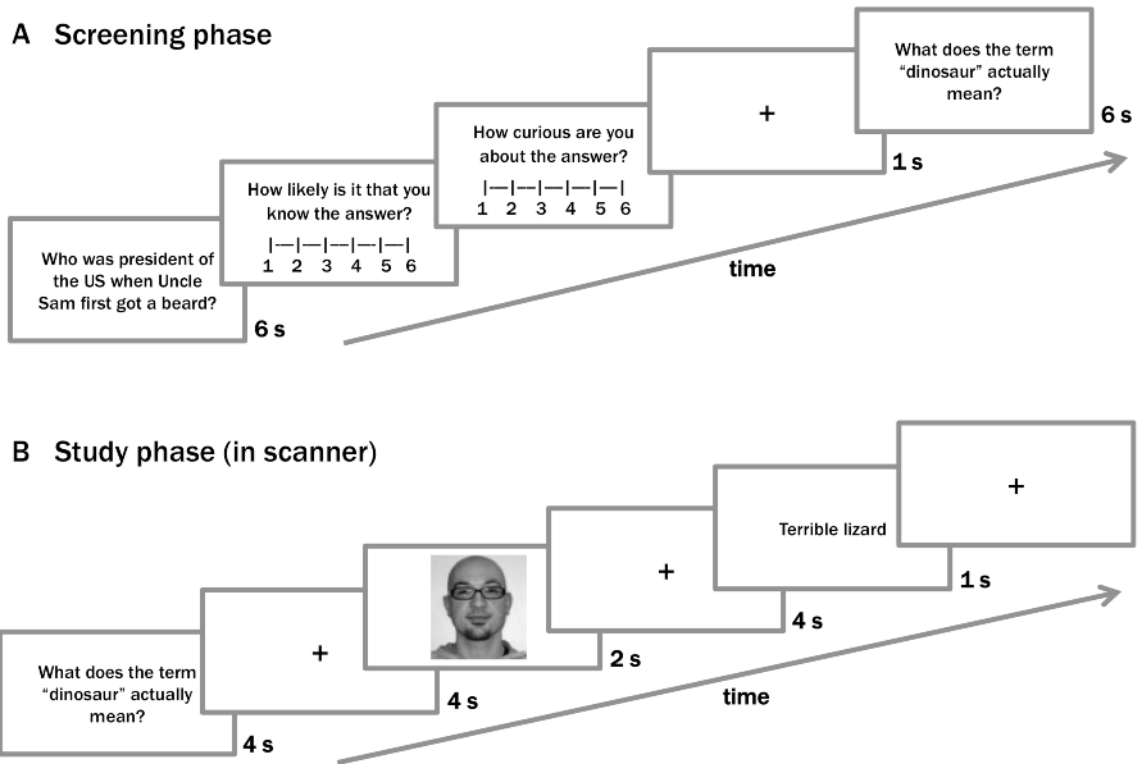 A Screening phase
Who was president of
the US when Uncle
Sam first got a beard?
6 s
How likely is it that you
know the answer?
1 2 3 4 5 6
How curious are you
about the answer?
1 2 3 4 5 6
+
1 s
What does the term
“dinosaur” actually
mean?
6 s
time
B Study phase (in scanner)
What does the term
“dinosaur” actually
mean?
4 s
+
4 s
2 s
+
4 s
Terrible lizard
1 s
+
time